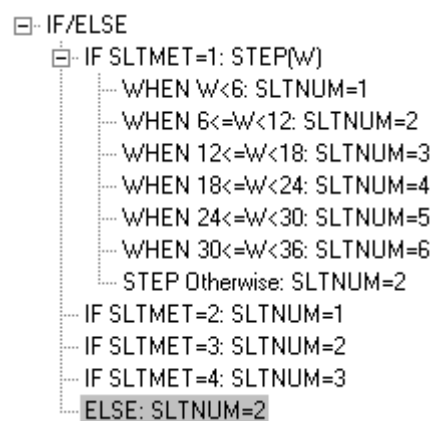 IF/ELSE
IF SLTMET=1: STEP(W)
WHEN W<6: SLTNUM=1
WHEN 6<=W<12: SLTNUM=2
WHEN 12<=W<18: SLTNUM=3
WHEN 18<=W<24: SLTNUM=4
WHEN 24<=W<30: SLTNUM=5
WHEN 30<=W<36: SLTNUM=6
STEP Otherwise: SLTNUM=2
IF SLTMET=2: SLTNUM=1
IF SLTMET=3: SLTNUM=2
IF SLTMET=4: SLTNUM=3
ELSE: SLTNUM=2